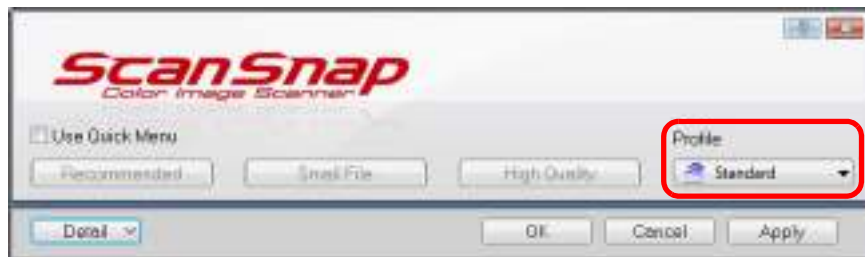 ScanSnap
Color Image Scanner
Use Quick Menu
Profile
Recommended Small File High Quality Standard
Detail OK Cancel Apply